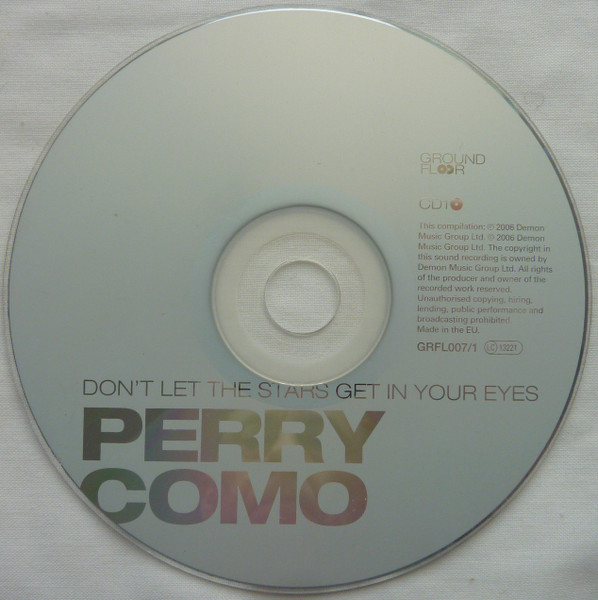 GROUND
FLOOR
CD1
This compilation: ℗ 2006 Demon
Music Group Ltd. © 2006 Demon
Music Group Ltd. The copyright in
this sound recording is owned by
Demon Music Group Ltd. All rights
of the producer and owner of the
recorded work reserved.
Unauthorised copying, hiring,
lending, public performance and
broadcasting prohibited.
Made in the EU.
GRFL007/1 LC 13221
DON'T LET THE STARS GET IN YOUR EYES
PERRY
COMO